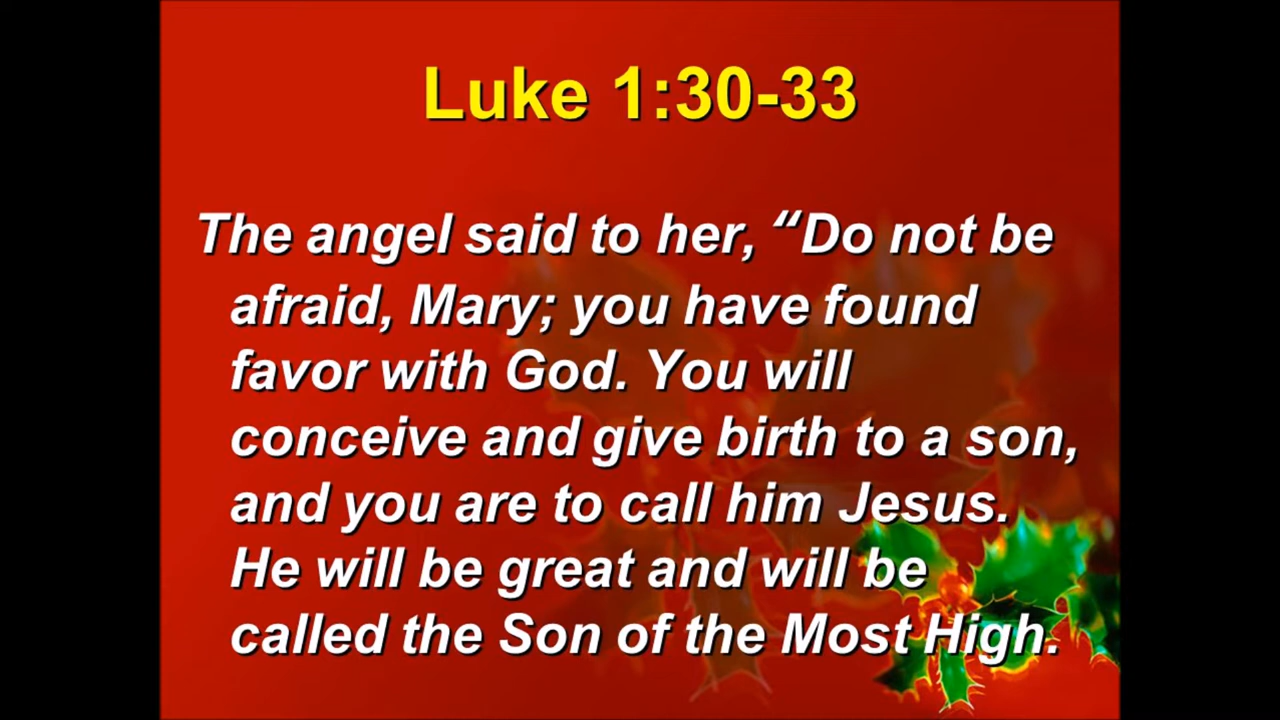 Luke 1:30-33
The angel said to her, “Do not be
afraid, Mary; you have found
favor with God. You will
conceive and give birth to a son,
and you are to call him Jesus.
He will be great and will be
called the Son of the Most High.